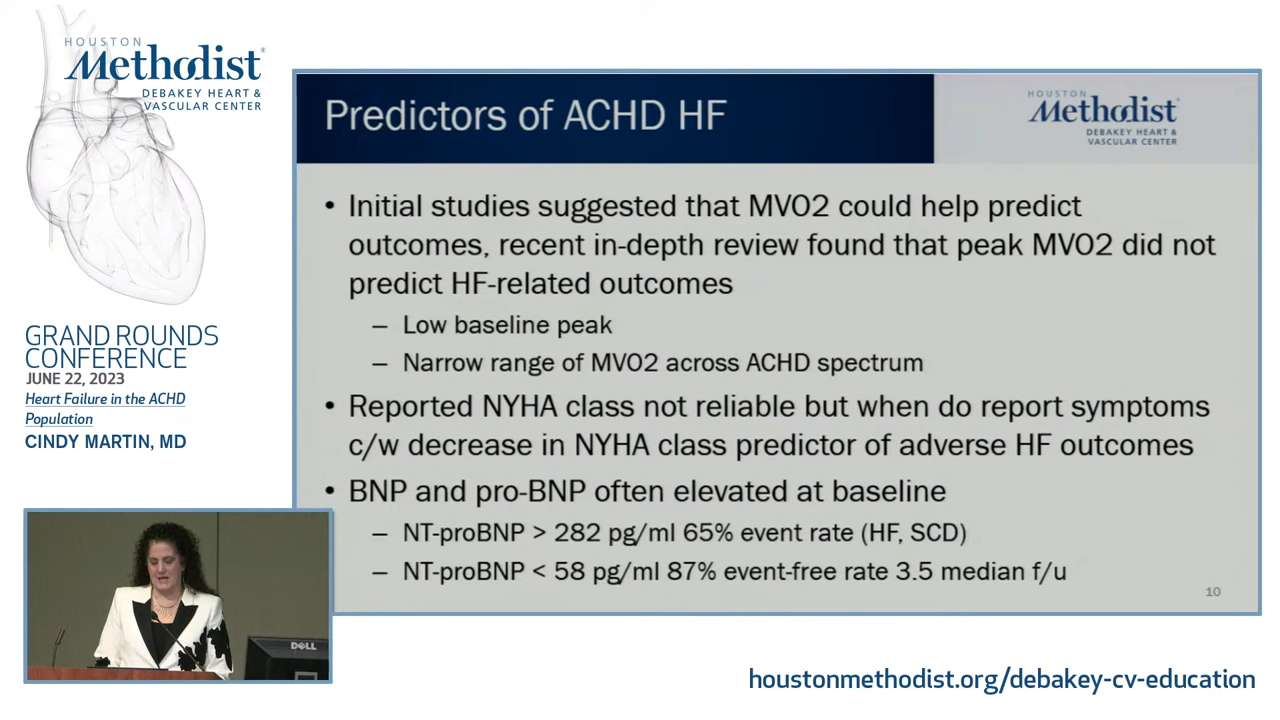 HOUSTON
Methodist
DEBAKEY HEART &
VASCULAR CENTER
GRAND ROUNDS
CONFERENCE
JUNE 22, 2023
Heart Failure in the ACHD
Population
CINDY MARTIN, MD
Predictors of ACHD HF
HOUSTON
Methodist
DEBAKEY HEART &
VASCULAR CENTER
• Initial studies suggested that MVO2 could help predict
outcomes, recent in-depth review found that peak MVO2 did not
predict HF-related outcomes
– Low baseline peak
– Narrow range of MVO2 across ACHD spectrum
• Reported NYHA class not reliable but when do report symptoms
c/w decrease in NYHA class predictor of adverse HF outcomes
• BNP and pro-BNP often elevated at baseline
– NT-proBNP > 282 pg/ml 65% event rate (HF, SCD)
– NT-proBNP < 58 pg/ml 87% event-free rate 3.5 median f/u
10
DELL
houstonmethodist.org/debakey-cv-education